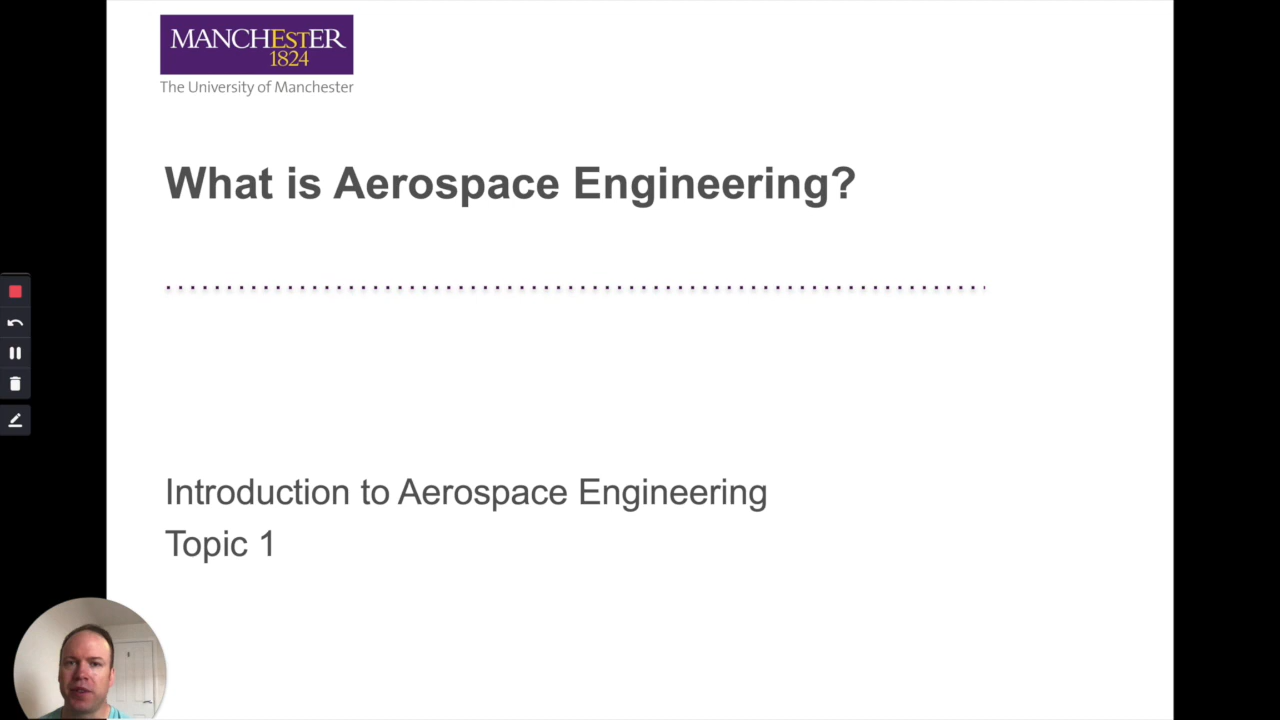 MANCHESTER
1824
The University of Manchester
What is Aerospace Engineering?
Introduction to Aerospace Engineering
Topic 1